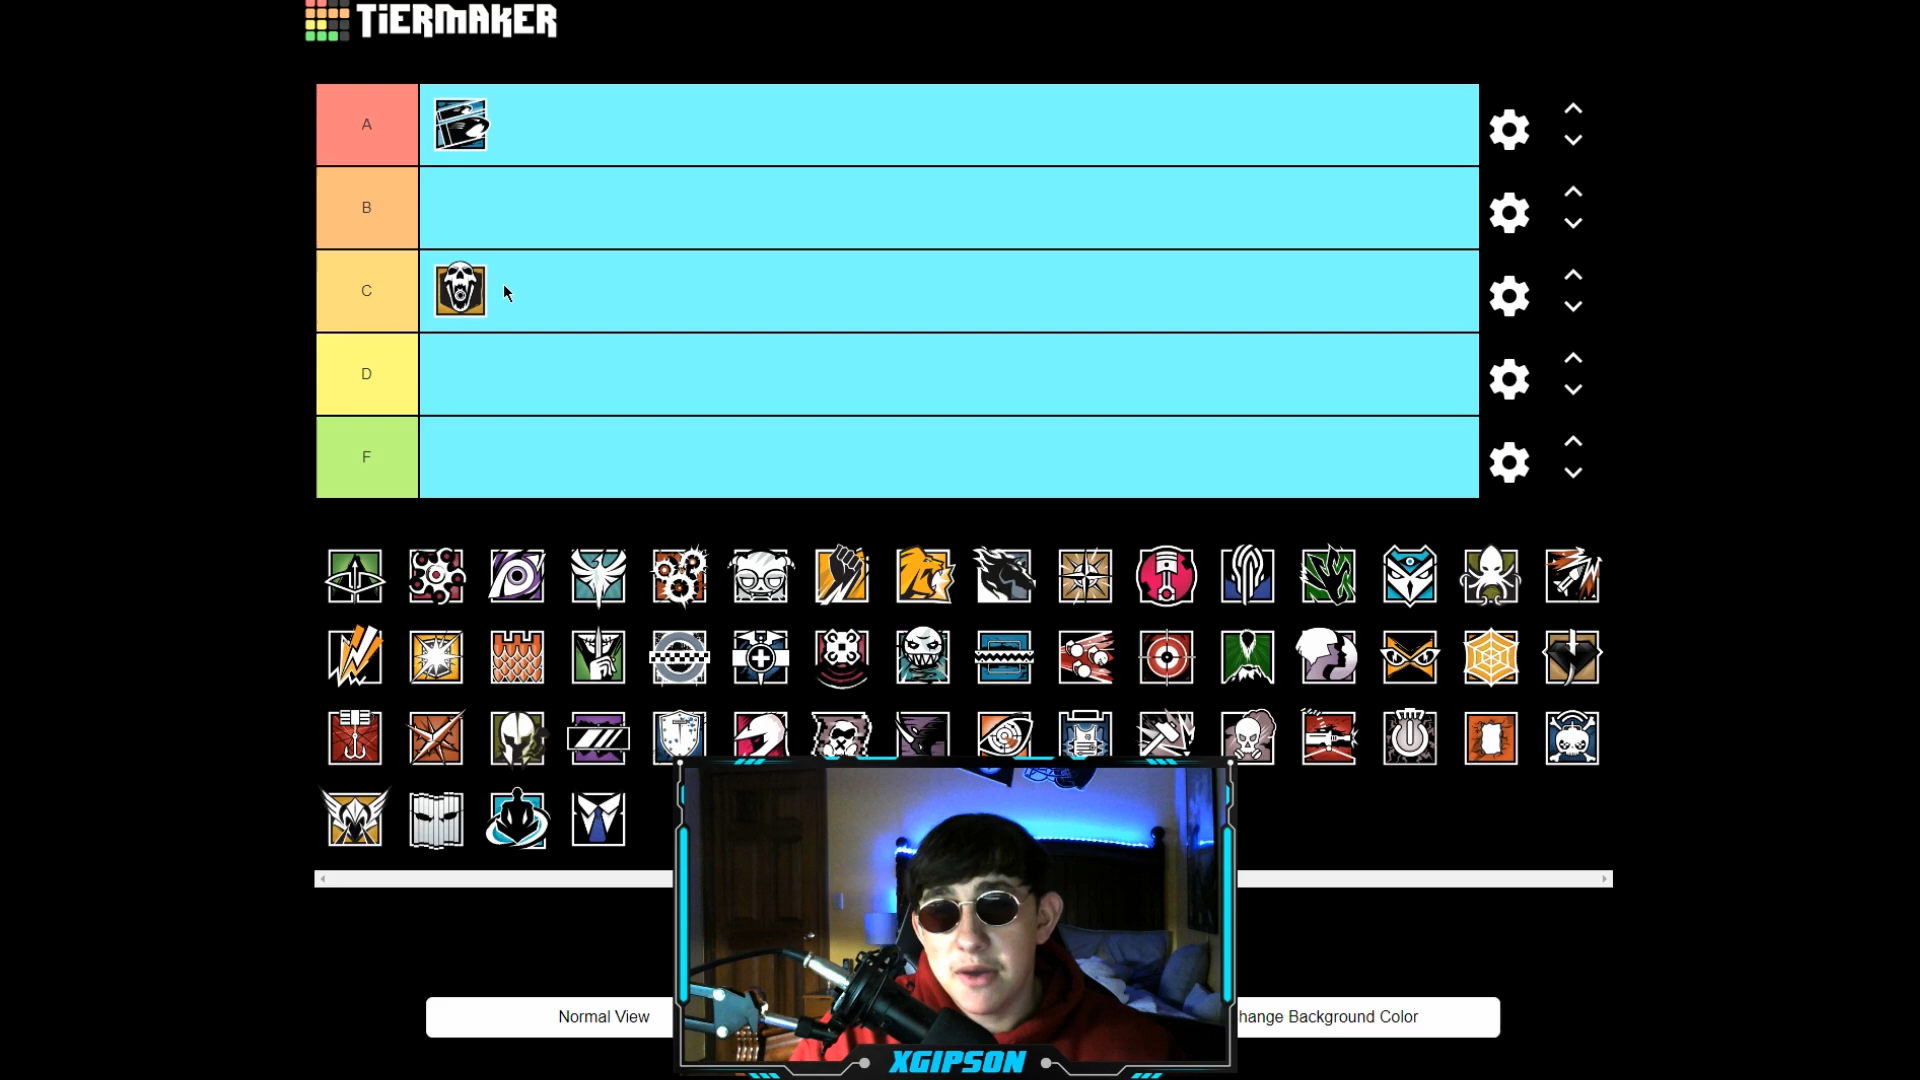 TiERMAKER
A
B
C
D
F
Normal View
hange Background Color
XGIPSON